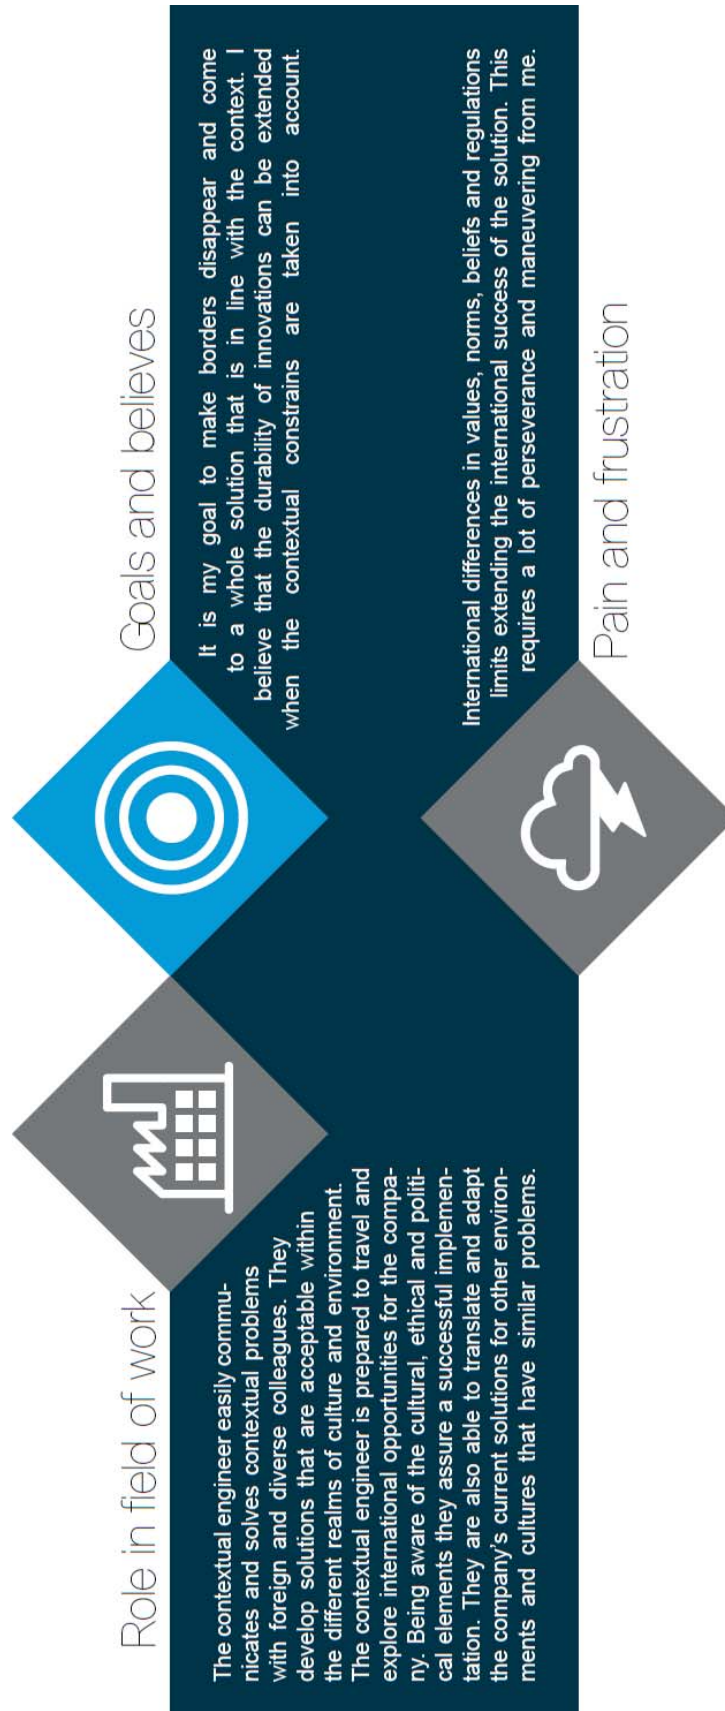 Role in field of work
The contextual engineer easily commu-
nicates and solves contextual problems
with foreign and diverse colleagues. They
develop solutions that are acceptable within
the different realms of culture and environment.
The contextual engineer is prepared to travel and
explore international opportunities for the compa-
ny. Being aware of the cultural, ethical and politi-
cal elements they assure a successful implemen-
tation. They are also able to translate and adapt
the company's current solutions for other environ-
ments and cultures that have similar problems.
Goals and believes
It is my goal to make borders disappear and come
to a whole solution that is in line with the context. I
believe that the durability of innovations can be extended
when the contextual constrains are taken into account.
International differences in values, norms, beliefs and regulations
limits extending the international success of the solution. This
requires a lot of perseverance and maneuvering from me.
Pain and frustration